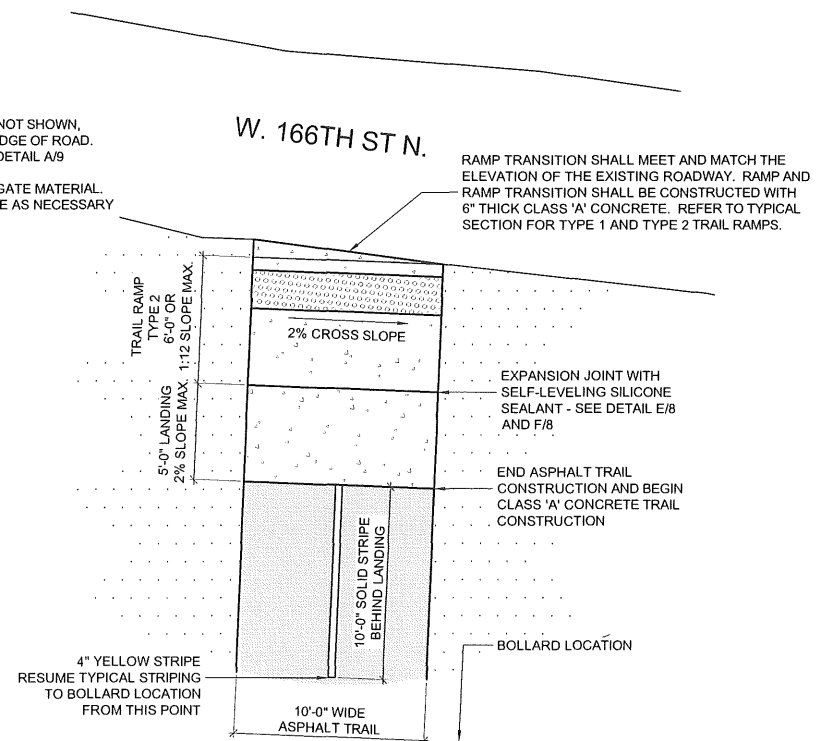 NOT SHOWN,
DGE OF ROAD.
DETAIL A/9
GATE MATERIAL.
E AS NECESSARY
W. 166TH ST N.
RAMP TRANSITION SHALL MEET AND MATCH THE
ELEVATION OF THE EXISTING ROADWAY. RAMP AND
RAMP TRANSITION SHALL BE CONSTRUCTED WITH
6" THICK CLASS 'A' CONCRETE. REFER TO TYPICAL
SECTION FOR TYPE 1 AND TYPE 2 TRAIL RAMPS.
TRAIL RAMP
TYPE 2
6'-0" OR
1:12 SLOPE MAX.
2% CROSS SLOPE
5'-0" LANDING
2% SLOPE MAX.
EXPANSION JOINT WITH
SELF-LEVELING SILICONE
SEALANT - SEE DETAIL E/8
AND F/8
END ASPHALT TRAIL
CONSTRUCTION AND BEGIN
CLASS 'A' CONCRETE TRAIL
CONSTRUCTION
10'-0" SOLID STRIPE
BEHIND LANDING
BOLLARD LOCATION
4" YELLOW STRIPE
RESUME TYPICAL STRIPING
TO BOLLARD LOCATION
FROM THIS POINT
10'-0" WIDE
ASPHALT TRAIL